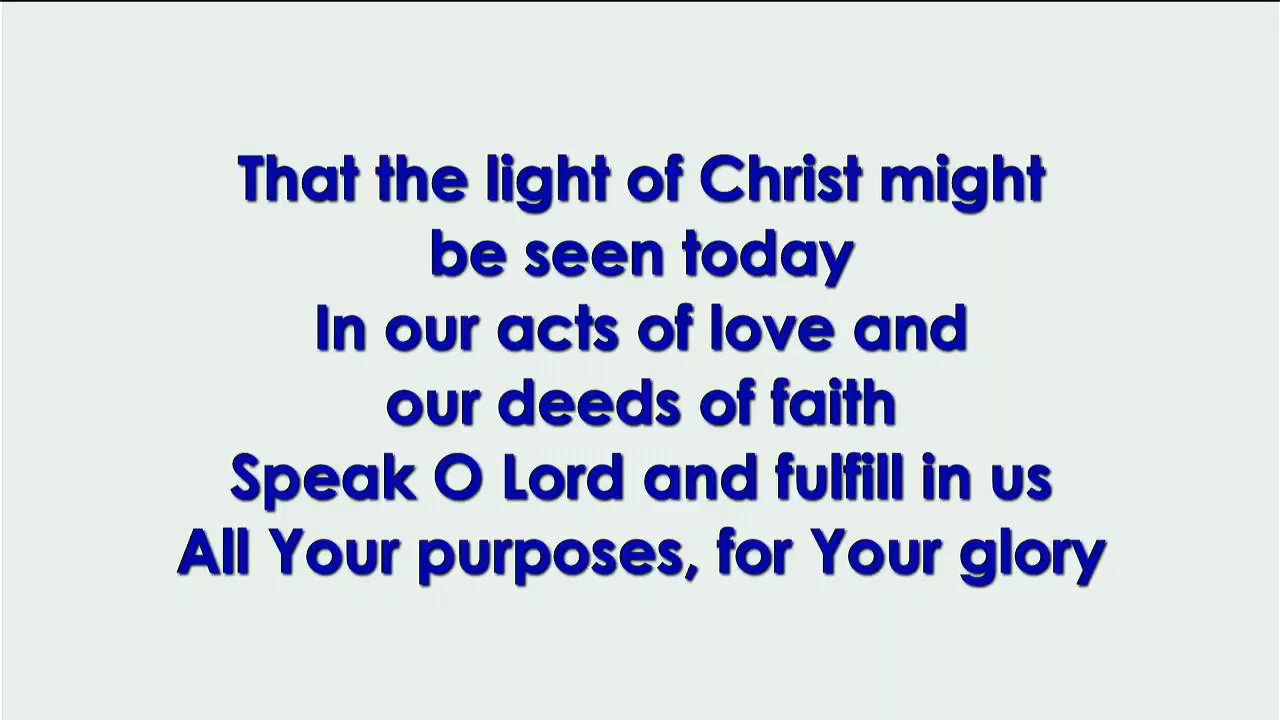 That the light of Christ might
be seen today
In our acts of love and
our deeds of faith
Speak O Lord and fulfill in us
All Your purposes, for Your glory